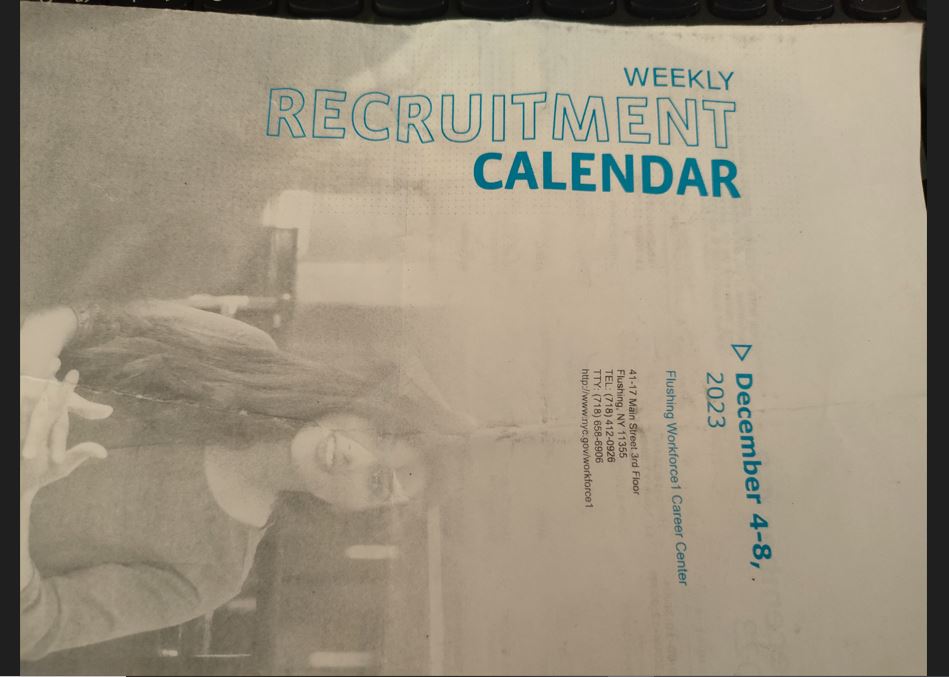 WEEKLY
RECRUITMENT
CALENDAR
▷ December 4-8,
2023
Flushing Workforce1 Career Center
41-17 Main Street 3rd Floor
Flushing, NY 11355
TEL: (718) 412-0926
TTY: (718) 658-6906
http://www.nyc.gov/workforce1